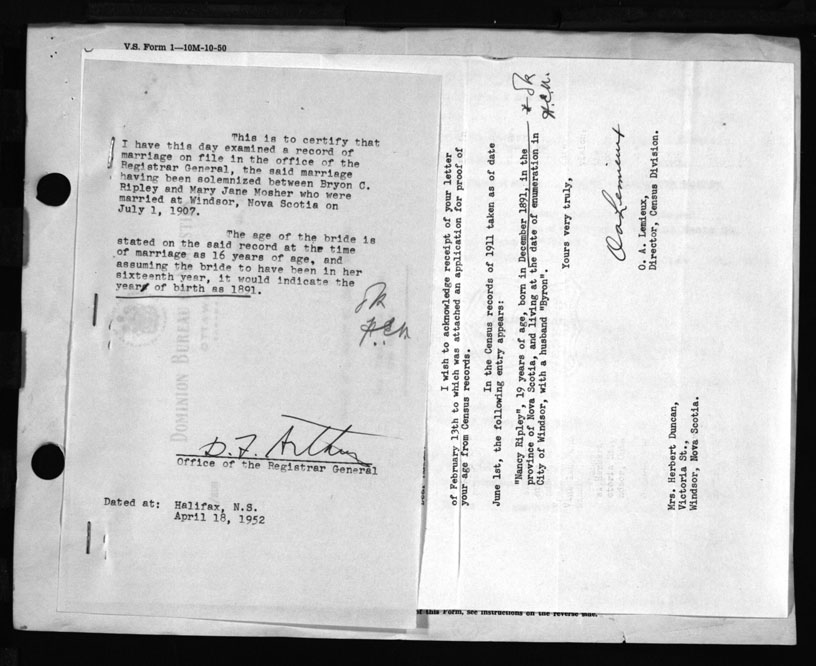 V.S. Form 1—10M-10-50
This is to certify that
I have this day examined a record of
marriage on file in the office of the
Registrar General, the said marriage
having been solemnized between Bryon C.
Ripley and Mary Jane Mosher who were
married at Windsor, Nova Scotia on
July 1, 1907.
The age of the bride is
stated on the said record at the time
of marriage as 16 years of age, and
assuming the bride to have been in her
sixteenth year, it would indicate the
year of birth as 1891.
DOMINION BUREAU
D.F. Arthur
Office of the Registrar General
Dated at: Halifax, N.S.
April 18, 1952
I wish to acknowledge receipt of your letter
of February 13th to which was attached an application for proof of
your age from Census records.
In the Census records of 1911 taken as of date
June 1st, the following entry appears:
"Nancy Ripley", 19 years of age, born in December 1891, in the
province of Nova Scotia, and living at the date of enumeration in
City of Windsor, with a husband "Byron".
Yours very truly,
OA Lemieux
O. A. Lemieux,
Director, Census Division.
Mrs. Herbert Duncan,
Victoria St.,
Windsor, Nova Scotia.
of this Form, see instructions on the reverse side.